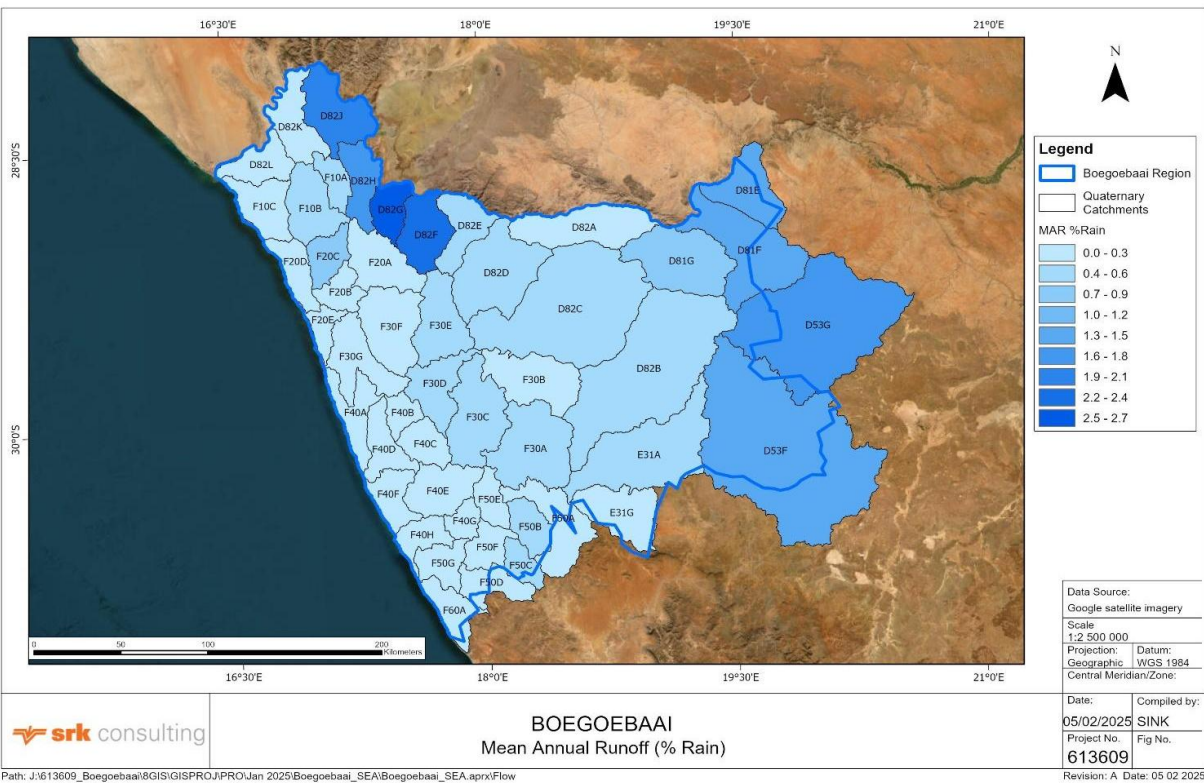 16°30'E 18°0'E 19°30'E 21°0'E
N
28°30'S
30°0'S
D82J
D82K
D82L
F10A
D82H
F10C
F10B
D82G
D82F
D82E
D82A
D81E
D81F
F20D
F20C
F20A
D82D
D81G
F20B
D82C
F20E
F30F
F30E
D53G
F30G
D82B
F30D
F30B
F40A
F40B
F30C
F40D
F40C
F30A
E31A
D53F
F40F
F40E
F50E
E31G
F40G
F50B
F50A
F40H
F50F
F50G
F50C
F50D
F60A
0 50 100 200
Kilometers
16°30'E 18°0'E 19°30'E 21°0'E
Legend
Boegoebaai Region
Quaternary
Catchments
MAR %Rain
0.0 - 0.3
0.4 - 0.6
0.7 - 0.9
1.0 - 1.2
1.3 - 1.5
1.6 - 1.8
1.9 - 2.1
2.2 - 2.4
2.5 - 2.7
Data Source:
Google satellite imagery
Scale
1:2 500 000
Projection: Datum:
Geographic WGS 1984
Central Meridian/Zone:
Date: Compiled by:
05/02/2025 SINK
Project No. Fig No.
613609
srk consulting
BOEGOEBAAI
Mean Annual Runoff (% Rain)
Path: J:\613609_Boegoebaai\8GIS\GISPROJ\PRO\Jan 2025\Boegoebaai_SEA\Boegoebaai_SEA.aprx\Flow
Revision: A Date: 05 02 2025